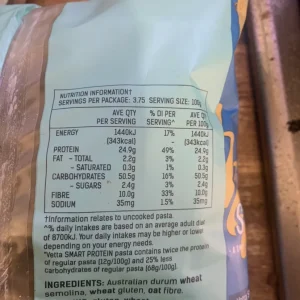 NUTRITION INFORMATION†
SERVINGS PER PACKAGE: 3.75 SERVING SIZE: 100g
AVE QTY PER SERVING % DI PER SERVING^ AVE QTY PER 100g
ENERGY 1440kJ 17% 1440kJ
(343kcal) - (343kcal)
PROTEIN 24.9g 49% 24.9g
FAT - TOTAL 2.2g 3% 2.2g
- SATURATED 0.3g 1% 0.3g
CARBOHYDRATES 50.5g 16% 50.5g
- SUGARS 2.4g 3% 2.4g
FIBRE 10.0g 33% 10.0g
SODIUM 35mg 1.5% 35mg
†Information relates to uncooked pasta.
^% daily intakes are based on an average adult diet
of 8700kJ. Your daily intakes may be higher or lower
depending on your energy needs.
*Vetta SMART PROTEIN pasta contains twice the protein
of regular pasta (12g/100g) and 25% less
carbohydrates of regular pasta (68g/100g).
INGREDIENTS: Australian durum wheat
semolina, wheat gluten, oat fibre.